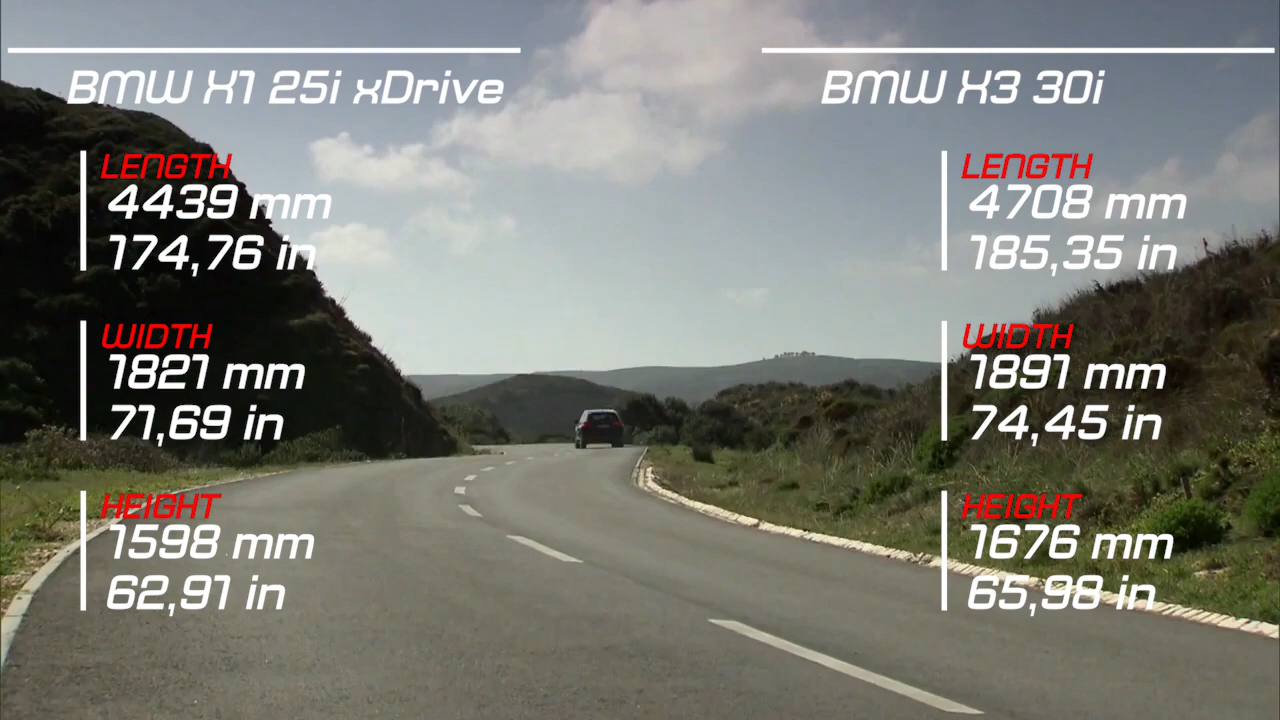 BMW X1 25i xDrive
LENGTH
4439 mm
174,76 in
WIDTH
1821 mm
71,69 in
HEIGHT
1598 mm
62,91 in
BMW X3 30i
LENGTH
4708 mm
185,35 in
WIDTH
1891 mm
74,45 in
HEIGHT
1676 mm
65,98 in